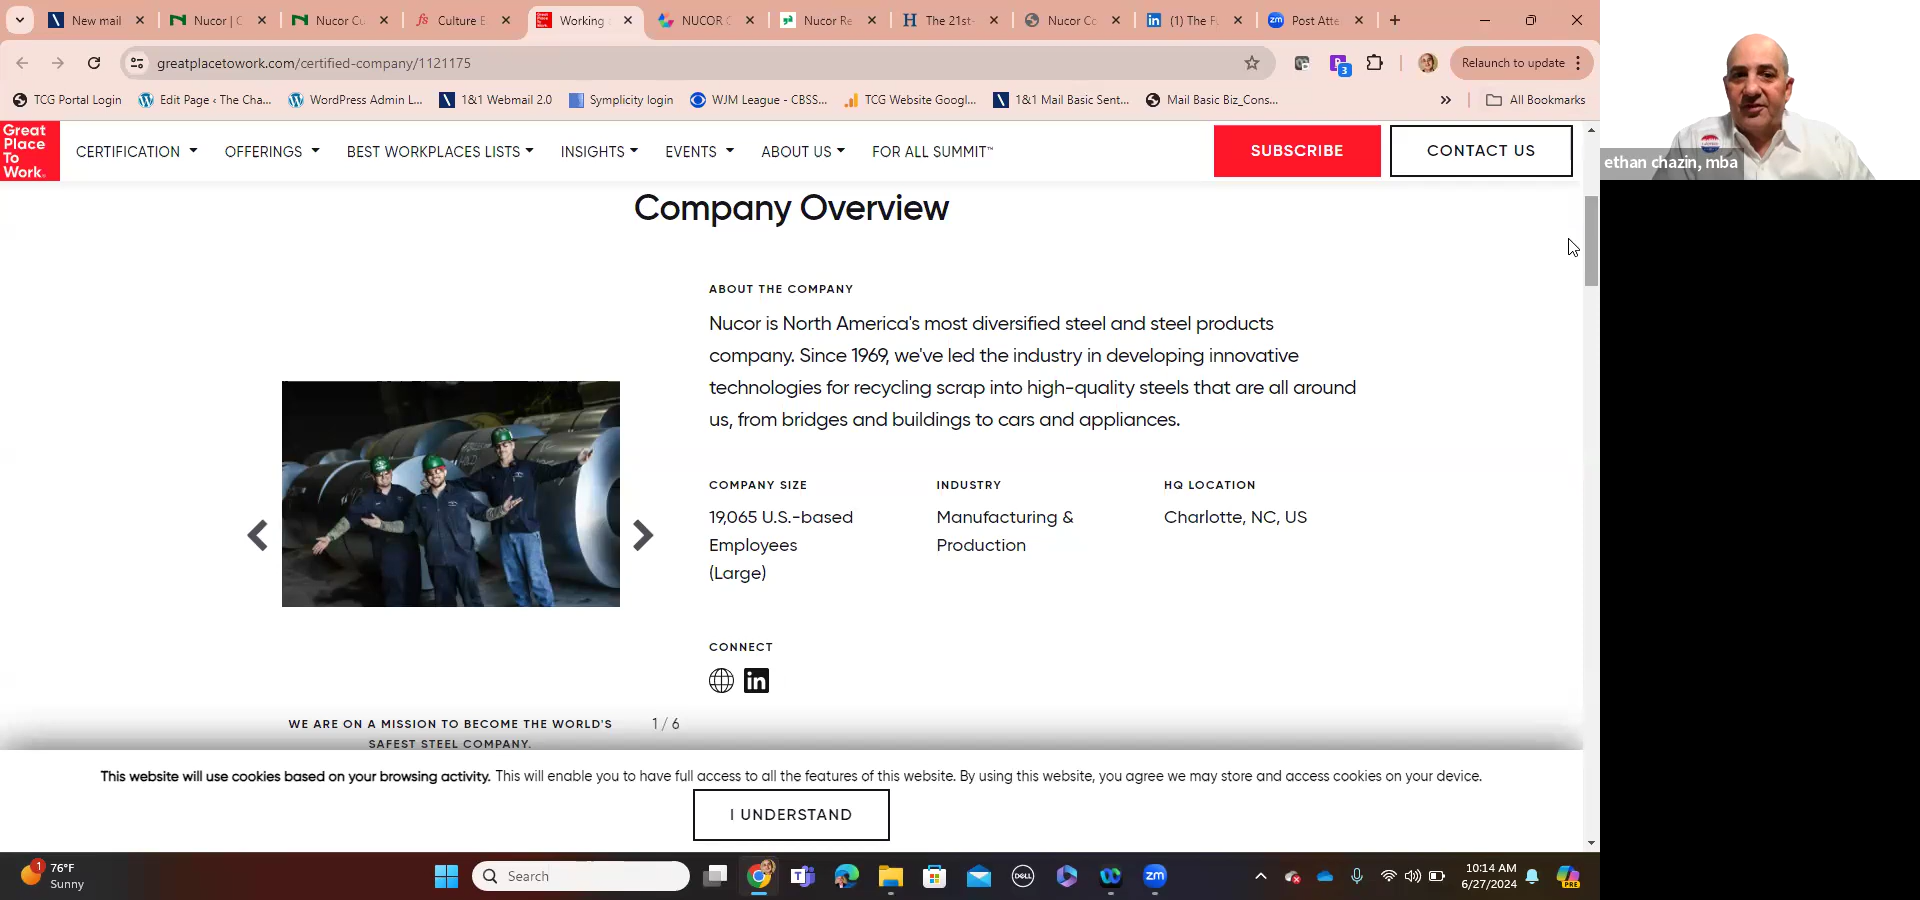 New mail
Nucor | C
Nucor Cu
Culture E
Working
NUCOR C
Nucor Re
The 21st-
Nucor Co
(1) The F
Post Atte
greatplacetowork.com/certified-company/1121175
3
Relaunch to update
TCG Portal Login
Edit Page ‹ The Cha...
WordPress Admin L...
1&1 Webmail 2.0
Symplicity login
WJM League - CBSS...
TCG Website Googl...
1&1 Mail Basic Sent...
Mail Basic Biz_Cons...
All Bookmarks
Great
Place
To
Work.
CERTIFICATION
OFFERINGS
BEST WORKPLACES LISTS
INSIGHTS
EVENTS
ABOUT US
FOR ALL SUMMIT™
SUBSCRIBE
CONTACT US
ethan chazin, mba
Company Overview
ABOUT THE COMPANY
Nucor is North America's most diversified steel and steel products
company. Since 1969, we've led the industry in developing innovative
technologies for recycling scrap into high-quality steels that are all around
us, from bridges and buildings to cars and appliances.
COMPANY SIZE
19,065 U.S.-based
Employees
(Large)
INDUSTRY
Manufacturing &
Production
HQ LOCATION
Charlotte, NC, US
CONNECT
WE ARE ON A MISSION TO BECOME THE WORLD'S
SAFEST STEEL COMPANY.
1 / 6
This website will use cookies based on your browsing activity. This will enable you to have full access to all the features of this website. By using this website, you agree we may store and access cookies on your device.
I UNDERSTAND
1
76°F
Sunny
Search
DELL
zm
10:14 AM
6/27/2024
PRE